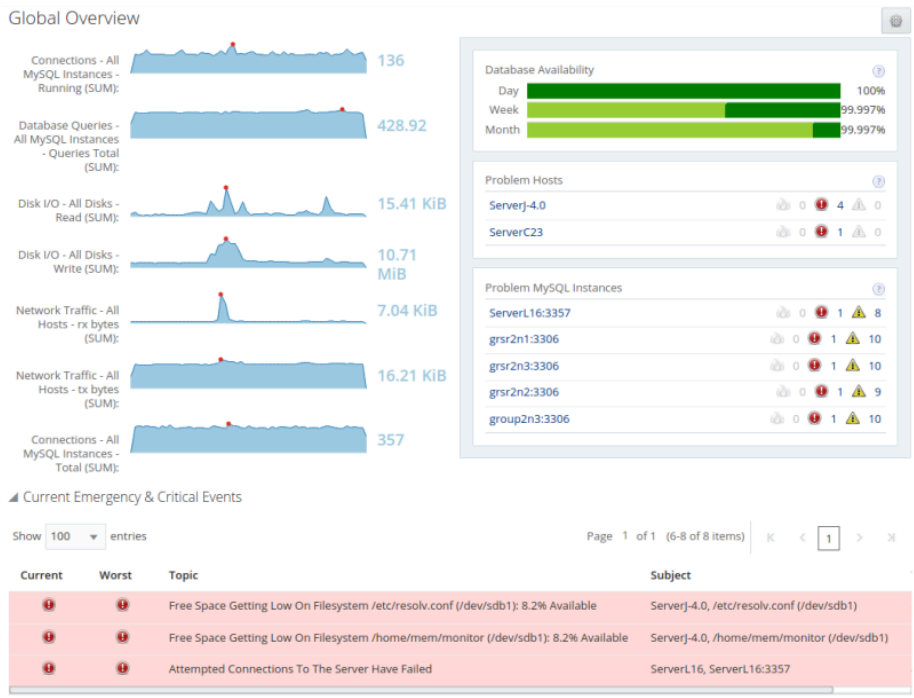 Global Overview
Connections - All
MySQL Instances -
Running (SUM):
136
Database Queries -
All MySQL Instances
- Queries Total
(SUM):
428.92
Disk I/O - All Disks -
Read (SUM):
15.41 KiB
Disk I/O - All Disks -
Write (SUM):
10.71
MiB
Network Traffic - All
Hosts - rx bytes
(SUM):
7.04 KiB
Network Traffic - All
Hosts - tx bytes
(SUM):
16.21 KiB
Connections - All
MySQL Instances -
Total (SUM):
357
Database Availability
Day 100%
Week 99.997%
Month 99.997%
Problem Hosts
ServerJ-4.0 0 4 0
ServerC23 0 1 0
Problem MySQL Instances
ServerL16:3357 0 1 8
grsr2n1:3306 0 1 10
grsr2n3:3306 0 1 10
grsr2n2:3306 0 1 9
group2n3:3306 0 1 10
Current Emergency & Critical Events
Show 100 entries Page 1 of 1 (6-8 of 8 items) 1
Current Worst Topic Subject
Free Space Getting Low On Filesystem /etc/resolv.conf (/dev/sdb1): 8.2% Available ServerJ-4.0, /etc/resolv.conf (/dev/sdb1)
Free Space Getting Low On Filesystem /home/mem/monitor (/dev/sdb1): 8.2% Available ServerJ-4.0, /home/mem/monitor (/dev/sdb1)
Attempted Connections To The Server Have Failed ServerL16, ServerL16:3357